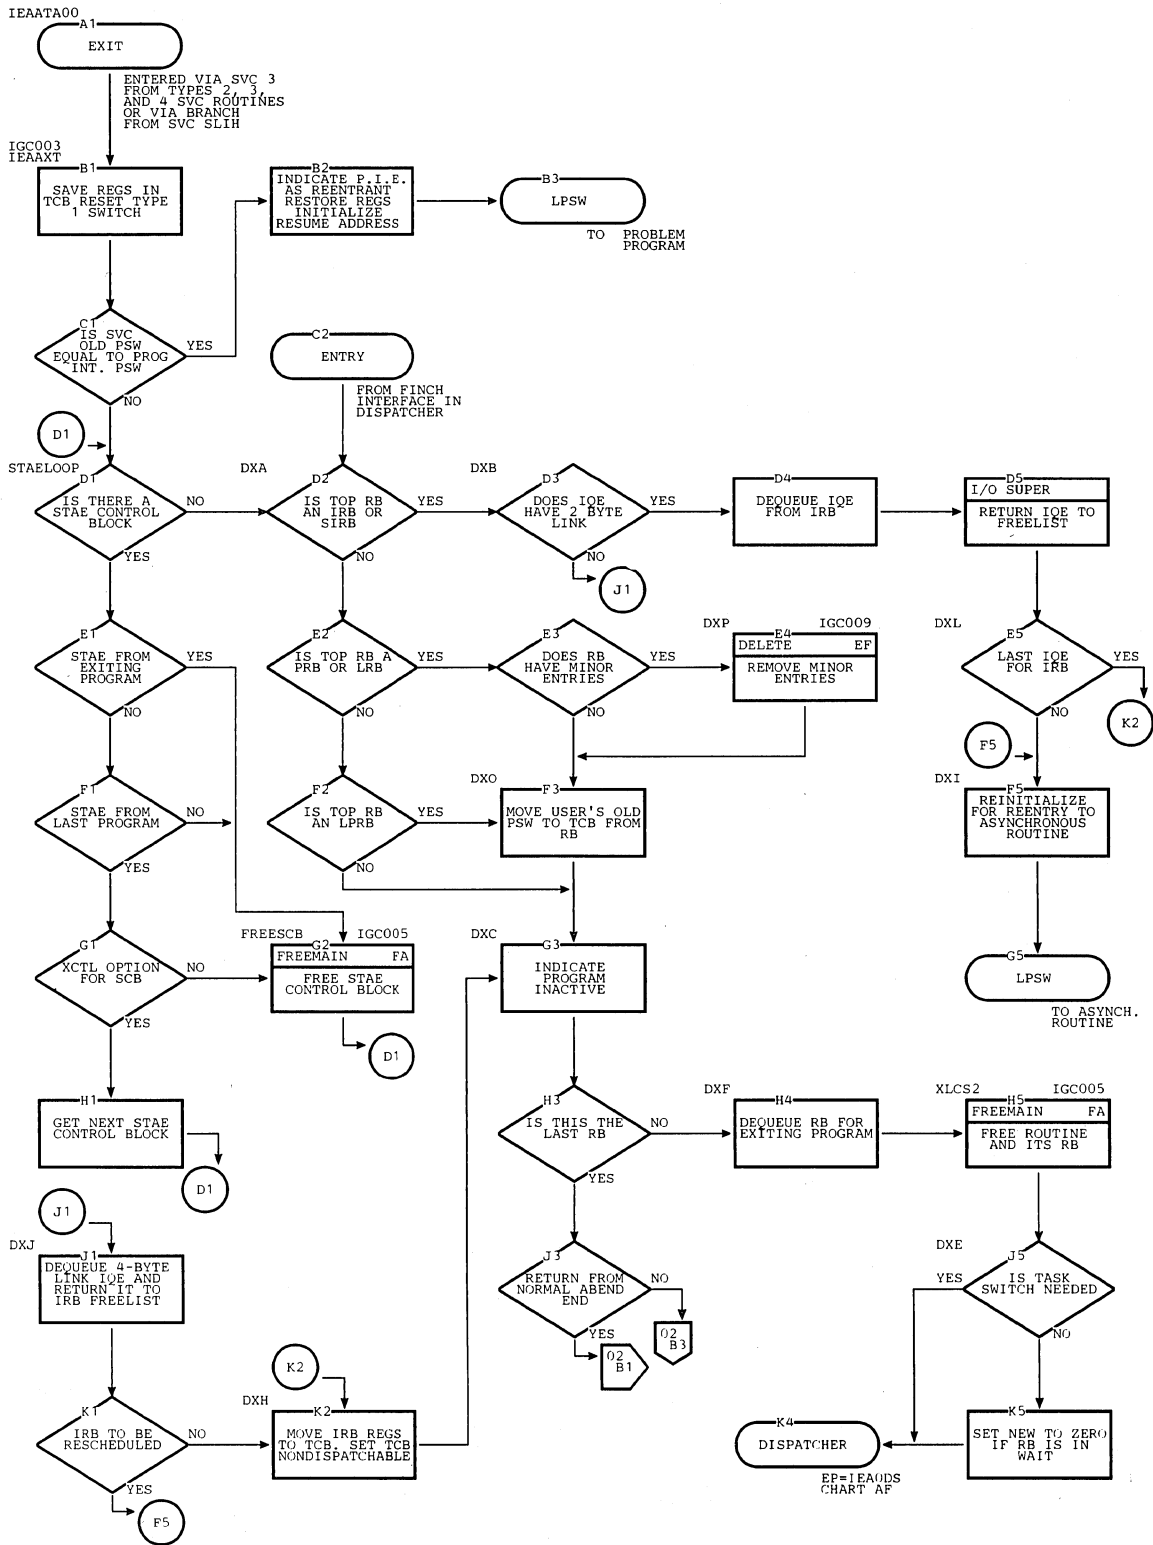 IEAATA00
A1
EXIT
ENTERED VIA SVC 3
FROM TYPES 2, 3,
AND 4 SVC ROUTINES
OR VIA BRANCH
FROM SVC SLIH
IGC003
IEAAXT
B1
SAVE REGS IN
TCB RESET TYPE
1 SWITCH
B2
INDICATE P.I.E.
AS REENTRANT
RESTORE REGS
INITIALIZE
RESUME ADDRESS
B3
LPSW
TO PROBLEM
PROGRAM
C1
IS SVC
OLD PSW
EQUAL TO PROG
INT. PSW
YES
NO
C2
ENTRY
FROM FINCH
INTERFACE IN
DISPATCHER
D1
STAELOOP
D1
IS THERE A
STAE CONTROL
BLOCK
NO
YES
DXA
D2
IS TOP RB
AN IRB OR
SIRB
YES
NO
DXB
D3
DOES IQE
HAVE 2 BYTE
LINK
YES
NO
J1
D4
DEQUEUE IQE
FROM IRB
D5
I/O SUPER
RETURN IQE TO
FREELIST
E1
STAE FROM
EXITING
PROGRAM
YES
NO
E2
IS TOP RB A
PRB OR LRB
YES
NO
E3
DOES RB
HAVE MINOR
ENTRIES
YES
NO
DXP
IGC009
E4
DELETE EF
REMOVE MINOR
ENTRIES
DXL
E5
LAST IQE
FOR IRB
YES
NO
K2
F5
F1
STAE FROM
LAST PROGRAM
NO
YES
F2
IS TOP RB
AN LPRB
YES
NO
DXO
F3
MOVE USER'S OLD
PSW TO TCB FROM
RB
DXI
F5
REINITIALIZE
FOR REENTRY TO
ASYNCHRONOUS
ROUTINE
G1
XCTL OPTION
FOR SCB
NO
YES
FREESCB
IGC005
G2
FREEMAIN FA
FREE STAE
CONTROL BLOCK
D1
DXC
G3
INDICATE
PROGRAM
INACTIVE
G5
LPSW
TO ASYNCH.
ROUTINE
H1
GET NEXT STAE
CONTROL BLOCK
D1
H3
IS THIS THE
LAST RB
NO
YES
DXF
H4
DEQUEUE RB FOR
EXITING PROGRAM
XLCS2
IGC005
H5
FREEMAIN FA
FREE ROUTINE
AND ITS RB
J1
DXJ
J1
DEQUEUE 4-BYTE
LINK IQE AND
RETURN IT TO
IRB FREELIST
J3
RETURN FROM
NORMAL ABEND
END
NO
YES
02
B1
02
B3
DXE
J5
IS TASK
SWITCH NEEDED
YES
NO
K1
IRB TO BE
RESCHEDULED
NO
YES
F5
K2
DXH
K2
MOVE IRB REGS
TO TCB. SET TCB
NONDISPATCHABLE
K4
DISPATCHER
EP=IEA0DS
CHART AF
K5
SET NEW TO ZERO
IF RB IS IN
WAIT